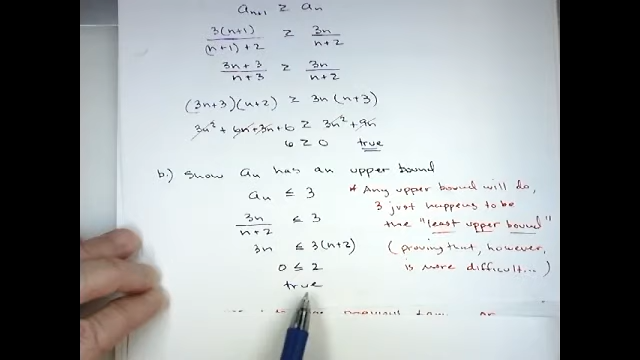 aₙ₊₁ ≥ aₙ
3(n+1)/((n+1)+2) ≥ 3n/(n+2)
(3n+3)/(n+3) ≥ 3n/(n+2)
(3n+3)(n+2) ≥ 3n(n+3)
3n² + 6n + 3n + 6 ≥ 3n² + 9n
6 ≥ 0 true
b.) Show aₙ has an upper bound
aₙ ≤ 3
3n/(n+2) ≤ 3
3n ≤ 3(n+2)
0 ≤ 2
true
* Any upper bound will do,
3 just happens to be
the "least upper bound"
(proving that, however,
is more difficult...)